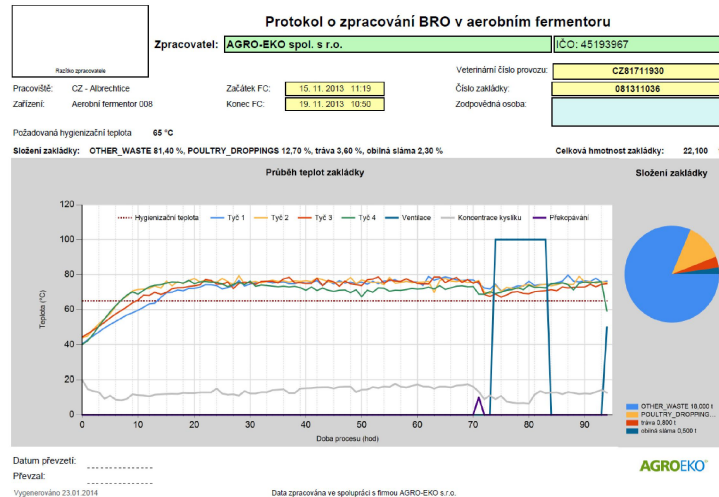 Protokol o zpracování BRO v aerobním fermentoru
Zpracovatel: AGRO-EKO spol. s r.o. IČO: 45193967
Razítko zpracovatele
Veterinární číslo provozu: CZ81711930
Pracoviště: CZ - Albrechtice Začátek FC: 15. 11. 2013 11:19 Číslo zakládky: 081311036
Zařízení: Aerobní fermentor 008 Konec FC: 19. 11. 2013 10:50 Zodpovědná osoba:
Požadovaná hygienizační teplota 65 °C
Složení zakládky: OTHER_WASTE 81,40 %, POULTRY_DROPPINGS 12,70 %, tráva 3,60 %, obilná sláma 2,30 % Celková hmotnost zakládky: 22,100
Průběh teplot zakládky Složení zakládky
Hygienizační teplota Tyč 1 Tyč 2 Tyč 3 Tyč 4 Ventilace Koncentrace kyslíku Překopávání
120
100
80
60
40
20
0
Teplota (°C)
0 10 20 30 40 50 60 70 80 90
Doba procesu (hod)
OTHER_WASTE 18,000 t
POULTRY_DROPPING...
tráva 0,800 t
obilná sláma 0,500 t
Datum převzetí:
Převzal:
AGROEKO
Vygenerováno 23.01.2014 Data zpracována ve spolupráci s firmou AGRO-EKO s.r.o.